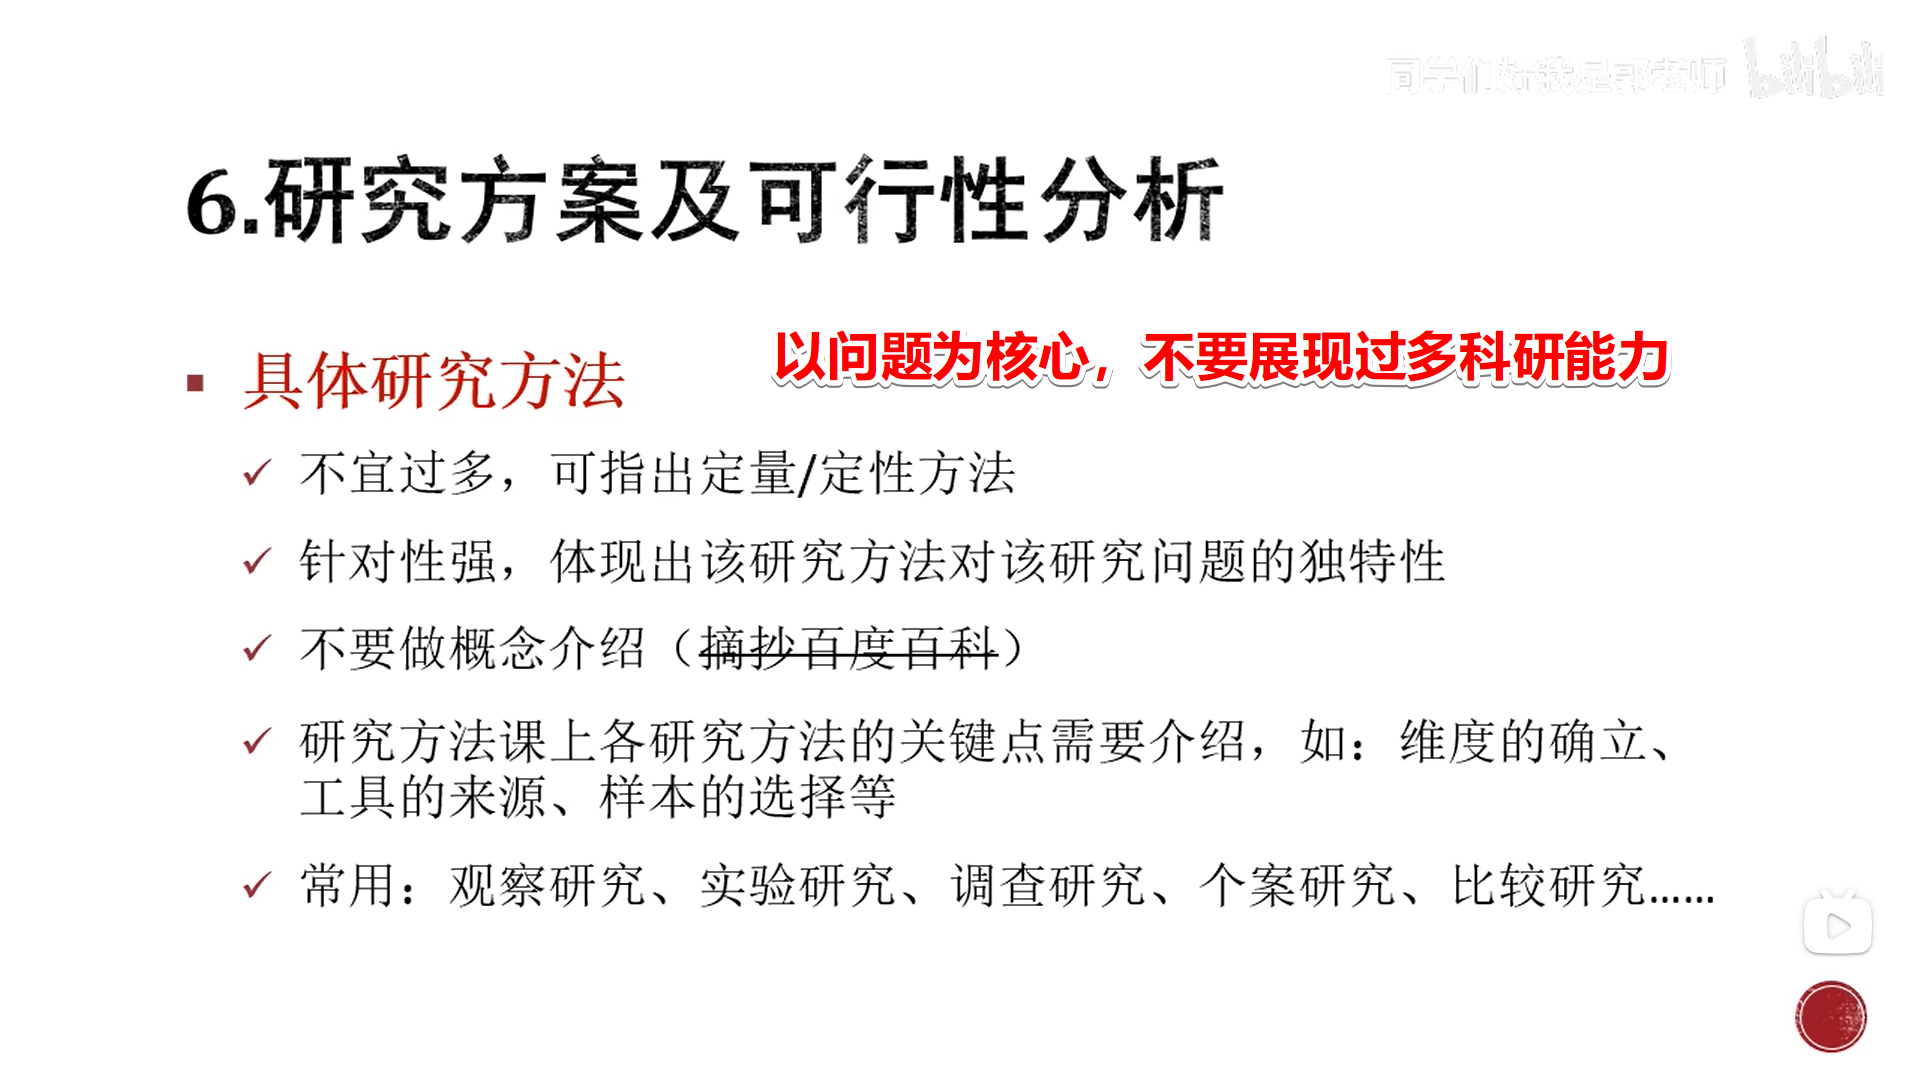 同学们好我是郭老师 bilibili
6.研究方案及可行性分析
以问题为核心，不要展现过多科研能力
▪ 具体研究方法
✓ 不宜过多，可指出定量/定性方法
✓ 针对性强，体现出该研究方法对该研究问题的独特性
✓ 不要做概念介绍（摘抄百度百科）
✓ 研究方法课上各研究方法的关键点需要介绍，如：维度的确立、
工具的来源、样本的选择等
✓ 常用：观察研究、实验研究、调查研究、个案研究、比较研究……